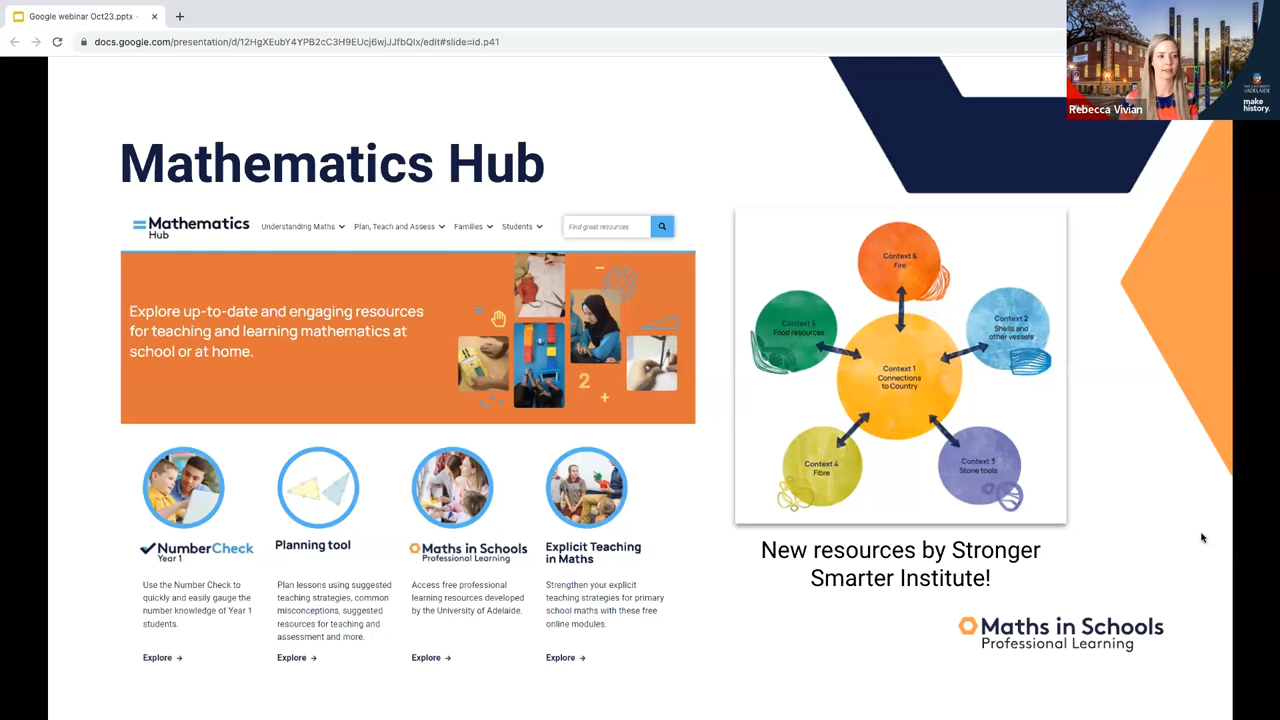 Google webinar Oct23.pptx -
docs.google.com/presentation/d/12HgXEubY4YPB2cC3H9EUcj6wjJJfbQIx/edit#slide=id.p41
Rebecca Vivian
THE UNIVERSITY
of ADELAIDE
make
history.
Mathematics Hub
Mathematics
Hub
Understanding Maths
Plan, Teach and Assess
Families
Students
Find great resources
Explore up-to-date and engaging resources
for teaching and learning mathematics at
school or at home.
2
NumberCheck
Year 1
Use the Number Check to
quickly and easily gauge the
number knowledge of Year 1
students.
Explore →
Planning tool
Plan lessons using suggested
teaching strategies, common
misconceptions, suggested
resources for teaching and
assessment and more.
Explore →
Maths in Schools
Professional Learning
Access free professional
learning resources developed
by the University of Adelaide.
Explore →
Explicit Teaching
in Maths
Strengthen your explicit
teaching strategies for primary
school maths with these free
online modules.
Explore →
Context 6
Fire
Context 5
Food resources
Context 2
Shells and
other vessels
Context 1
Connections
to Country
Context 4
Fibre
Context 3
Stone tools
New resources by Stronger
Smarter Institute!
Maths in Schools
Professional Learning